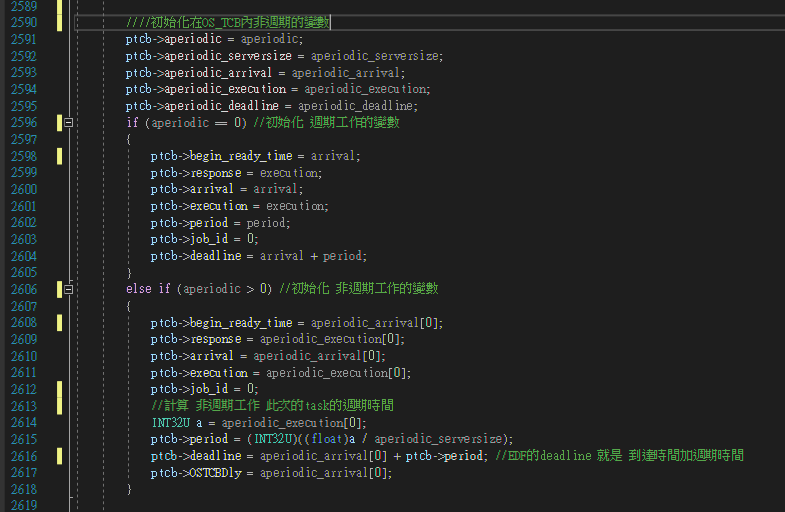 2589
2590 ////初始化在OS_TCB內非週期的變數
2591 ptcb->aperiodic = aperiodic;
2592 ptcb->aperiodic_serversize = aperiodic_serversize;
2593 ptcb->aperiodic_arrival = aperiodic_arrival;
2594 ptcb->aperiodic_execution = aperiodic_execution;
2595 ptcb->aperiodic_deadline = aperiodic_deadline;
2596 if (aperiodic == 0) //初始化 週期工作的變數
2597 {
2598 ptcb->begin_ready_time = arrival;
2599 ptcb->response = execution;
2600 ptcb->arrival = arrival;
2601 ptcb->execution = execution;
2602 ptcb->period = period;
2603 ptcb->job_id = 0;
2604 ptcb->deadline = arrival + period;
2605 }
2606 else if (aperiodic > 0) //初始化 非週期工作的變數
2607 {
2608 ptcb->begin_ready_time = aperiodic_arrival[0];
2609 ptcb->response = aperiodic_execution[0];
2610 ptcb->arrival = aperiodic_arrival[0];
2611 ptcb->execution = aperiodic_execution[0];
2612 ptcb->job_id = 0;
2613 //計算 非週期工作 此次的task的週期時間
2614 INT32U a = aperiodic_execution[0];
2615 ptcb->period = (INT32U)((float)a / aperiodic_serversize);
2616 ptcb->deadline = aperiodic_arrival[0] + ptcb->period; //EDF的deadline 就是 到達時間加週期時間
2617 ptcb->OSTCBDly = aperiodic_arrival[0];
2618 }
2619